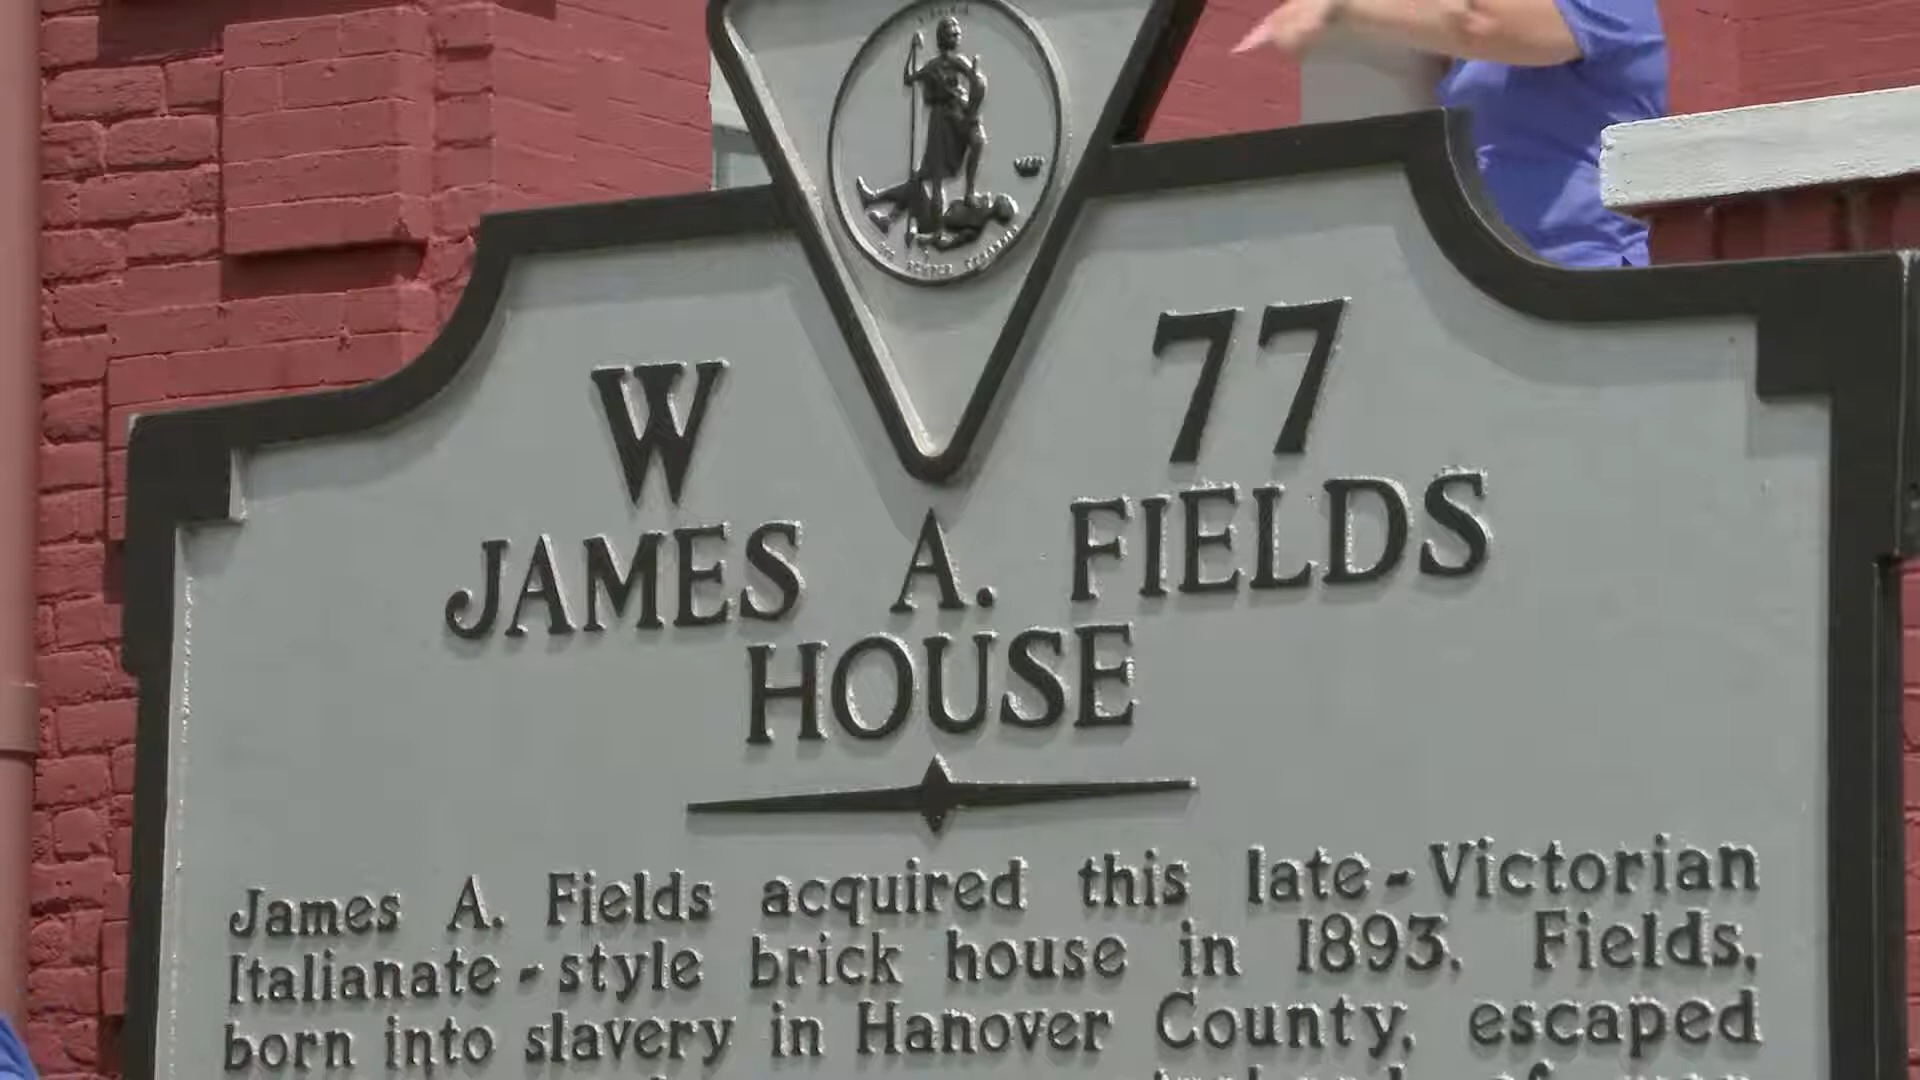 W 77
JAMES A. FIELDS
HOUSE
James A. Fields acquired this late-Victorian
Italianate-style brick house in 1893. Fields,
born into slavery in Hanover County, escaped